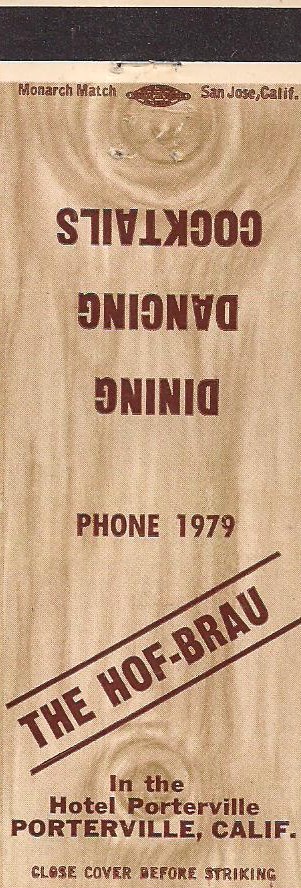 Monarch Match San Jose, Calif.
COCKTAILS
DANCING
DINING
PHONE 1979
THE HOF-BRAU
In the
Hotel Porterville
PORTERVILLE, CALIF.
CLOSE COVER BEFORE STRIKING